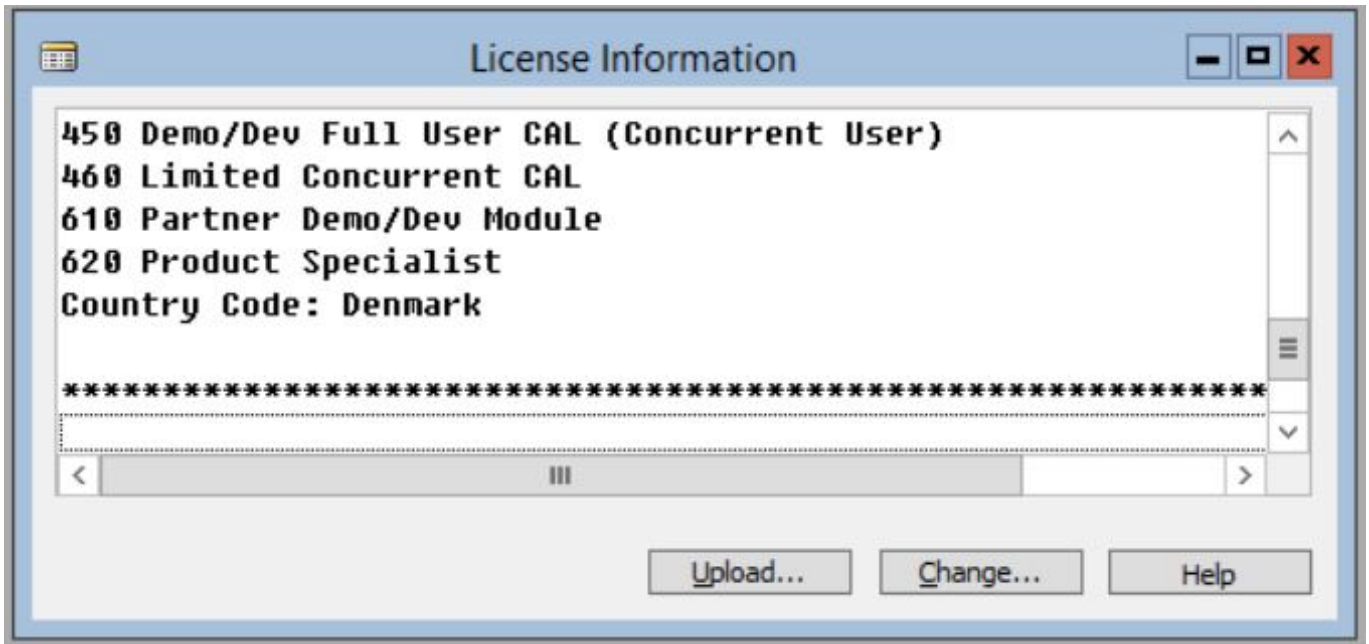 License Information
450 Demo/Dev Full User CAL (Concurrent User)
460 Limited Concurrent CAL
610 Partner Demo/Dev Module
620 Product Specialist
Country Code: Denmark
************************************************************
Upload... Change... Help